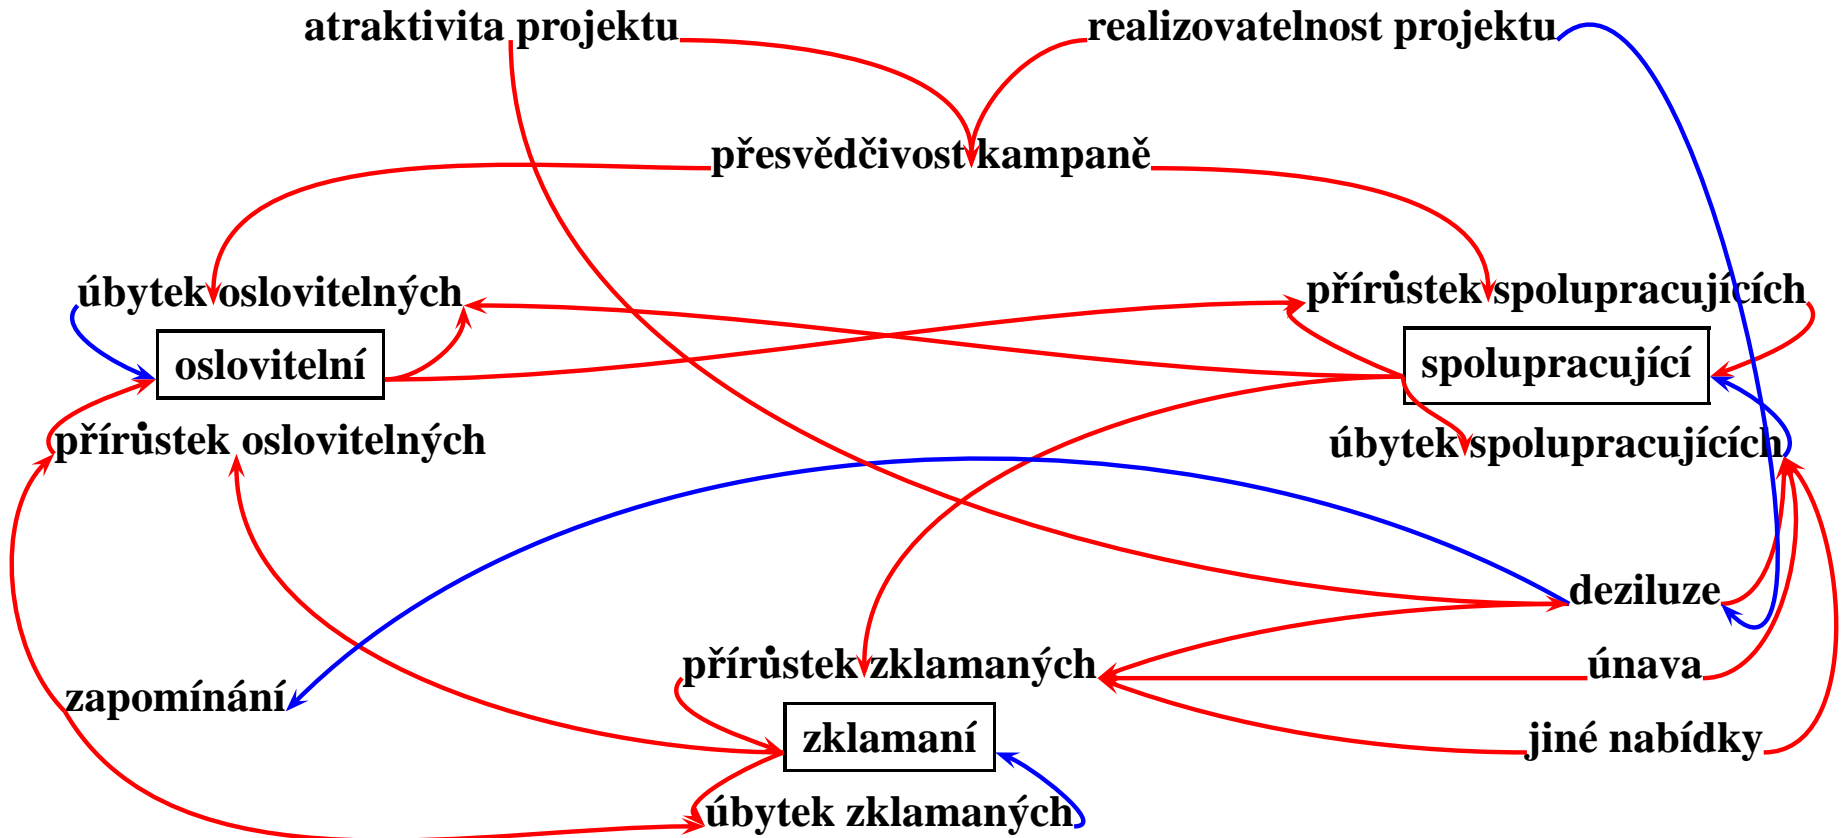 atraktivita projektu
realizovatelnost projektu
přesvědčivost kampaně
úbytek oslovitelných
přírůstek spolupracujících
oslovitelní
spolupracující
přírůstek oslovitelných
úbytek spolupracujících
deziluze
přírůstek zklamaných
únava
zapomínání
zklamaní
jiné nabídky
úbytek zklamaných